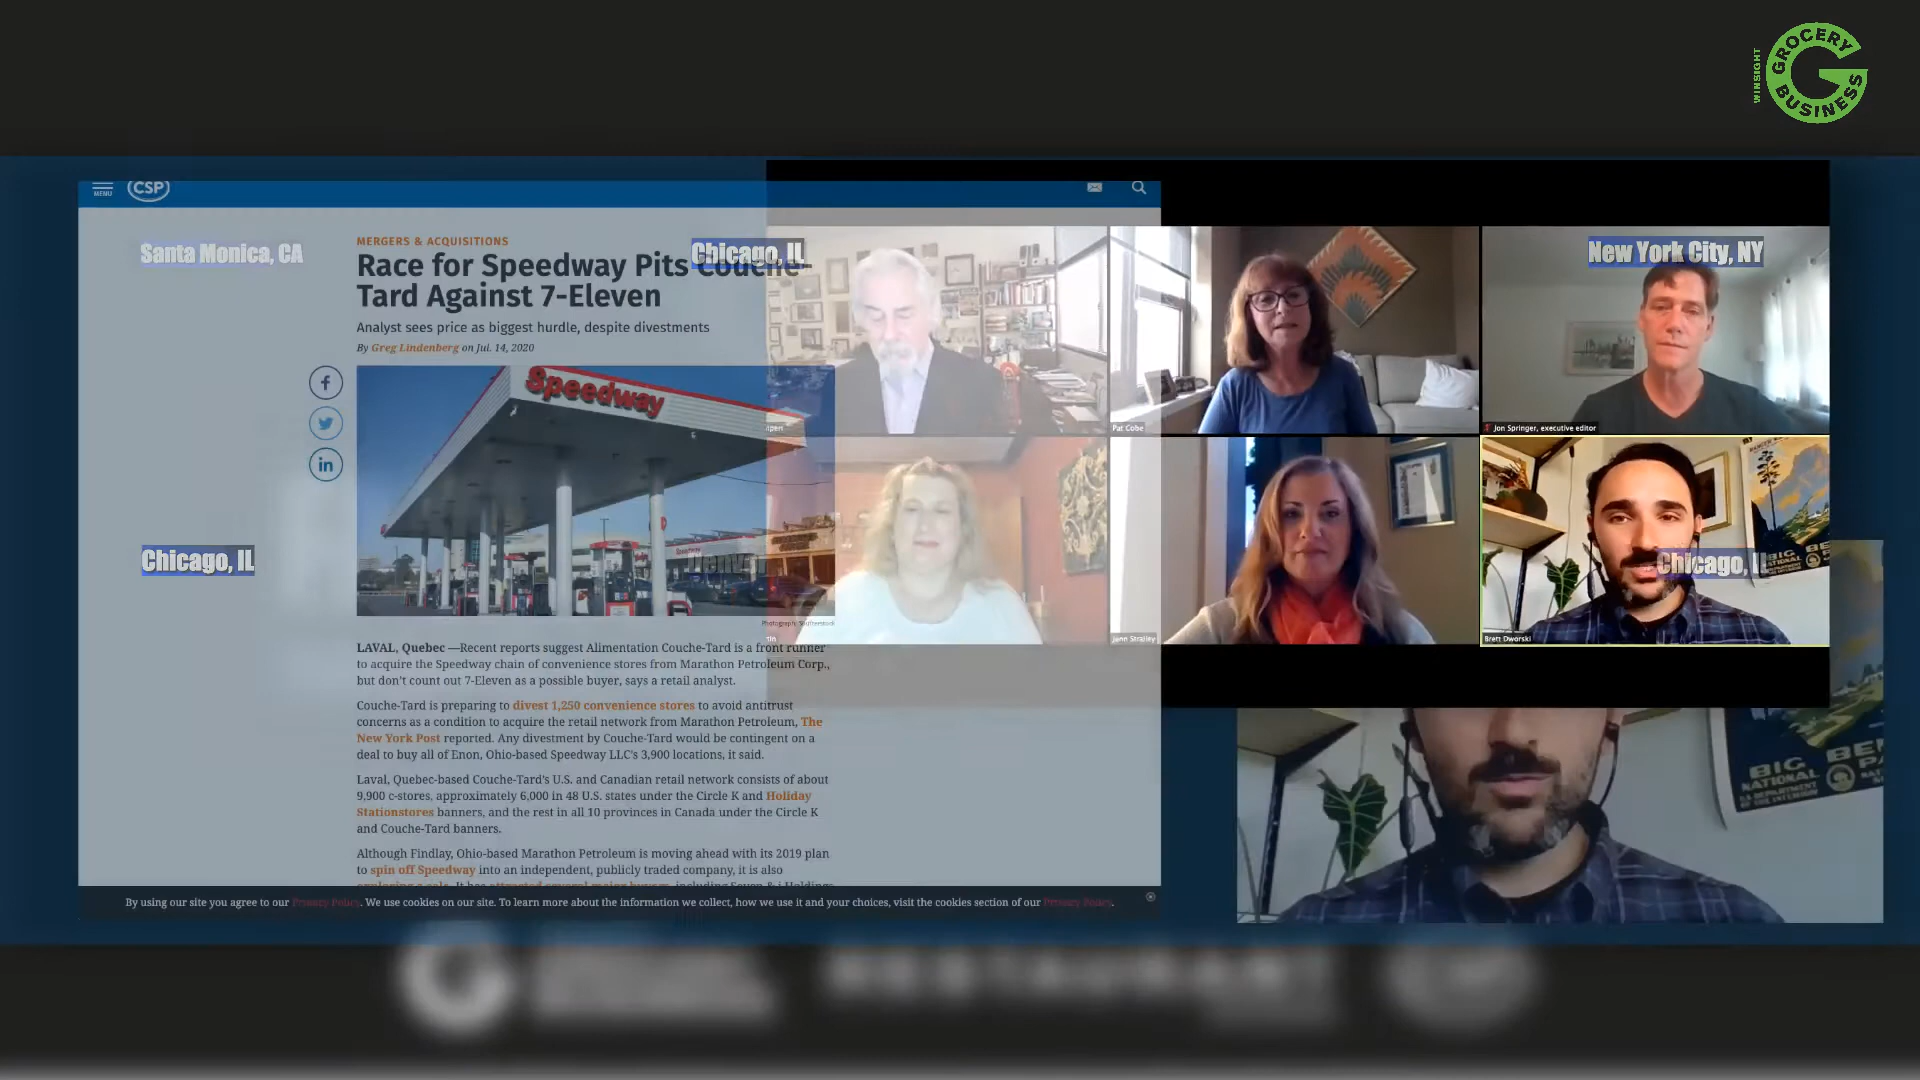 WINSIGHT
GROCERY
BUSINESS
MENU
CSP
Santa Monica, CA
Chicago, IL
New York City, NY
MERGERS & ACQUISITIONS
Race for Speedway Pits Couche-
Tard Against 7-Eleven
Analyst sees price as biggest hurdle, despite divestments
By Greg Lindenberg on Jul. 14, 2020
Speedway
Pat Cobe
Jon Springer, executive editor
Chicago, IL
Chicago, IL
BIG
Brett Dworski
LAVAL, Quebec —Recent reports suggest Alimentation Couche-Tard is a front runner
to acquire the Speedway chain of convenience stores from Marathon Petroleum Corp.,
but don't count out 7-Eleven as a possible buyer, says a retail analyst.
Couche-Tard is preparing to divest 1,250 convenience stores to avoid antitrust
concerns as a condition to acquire the retail network from Marathon Petroleum, The
New York Post reported. Any divestment by Couche-Tard would be contingent on a
deal to buy all of Enon, Ohio-based Speedway LLC's 3,900 locations, it said.
Laval, Quebec-based Couche-Tard's U.S. and Canadian retail network consists of about
9,900 c-stores, approximately 6,000 in 48 U.S. states under the Circle K and Holiday
Stationstores banners, and the rest in all 10 provinces in Canada under the Circle K
and Couche-Tard banners.
Although Findlay, Ohio-based Marathon Petroleum is moving ahead with its 2019 plan
to spin off Speedway into an independent, publicly traded company, it is also
BIG BE
NATIONAL PA
U.S. DEPARTMENT
OF THE INTERIOR
By using our site you agree to our Privacy Policy. We use cookies on our site. To learn more about the information we collect, how we use it and your choices, visit the cookies section of our Privacy Policy.
RESTAURANT